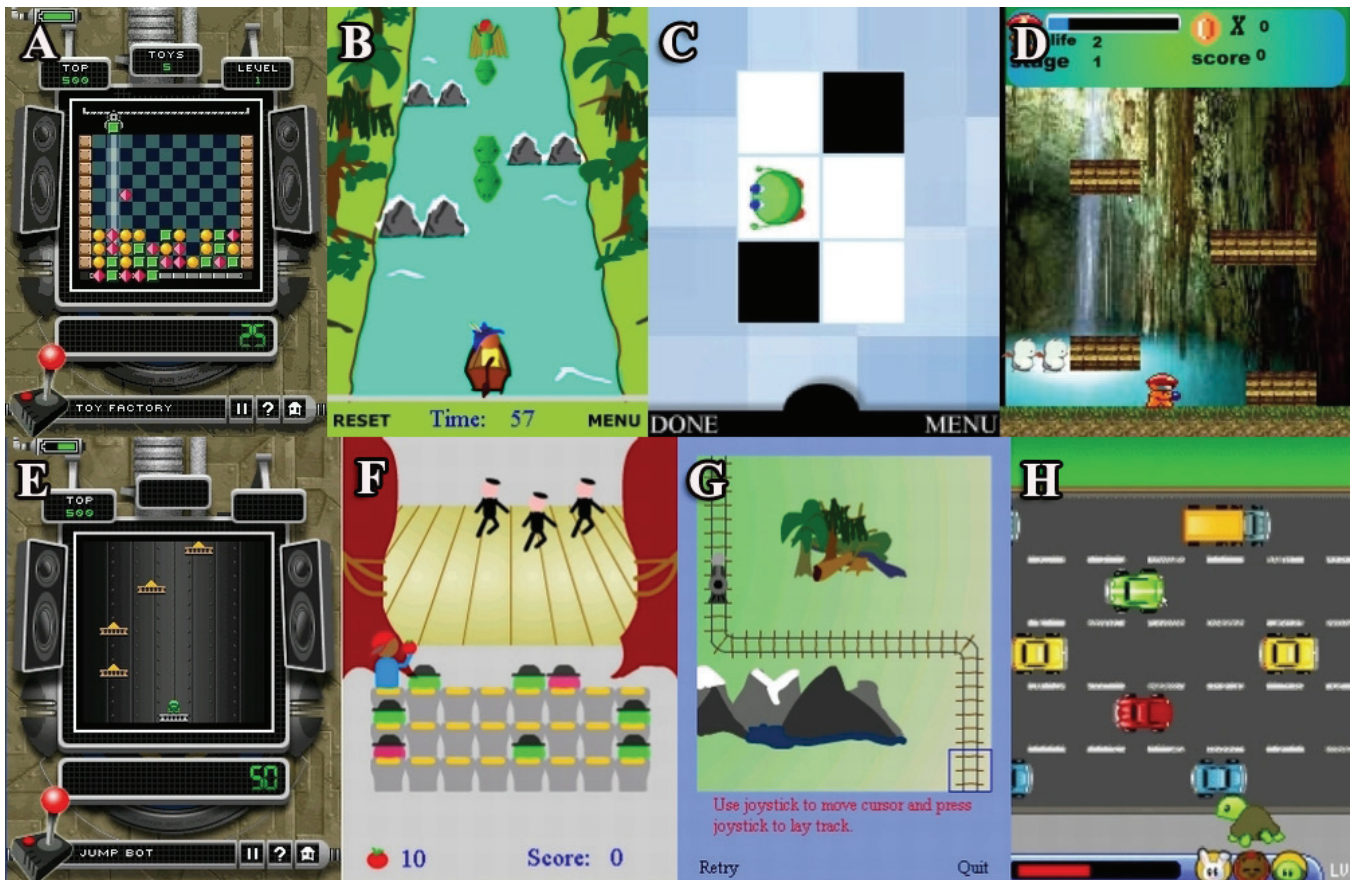 A
TOP
500
TOYS
5
LEVEL
1
25
TOY FACTORY
?
B
RESET Time: 57 MENU
C
DONE MENU
D
life 2
X 0
stage 1
score 0
E
TOP
500
50
JUMP BOT
?
F
10 Score: 0
G
Use joystick to move cursor and press
joystick to lay track.
Retry Quit
H
LV